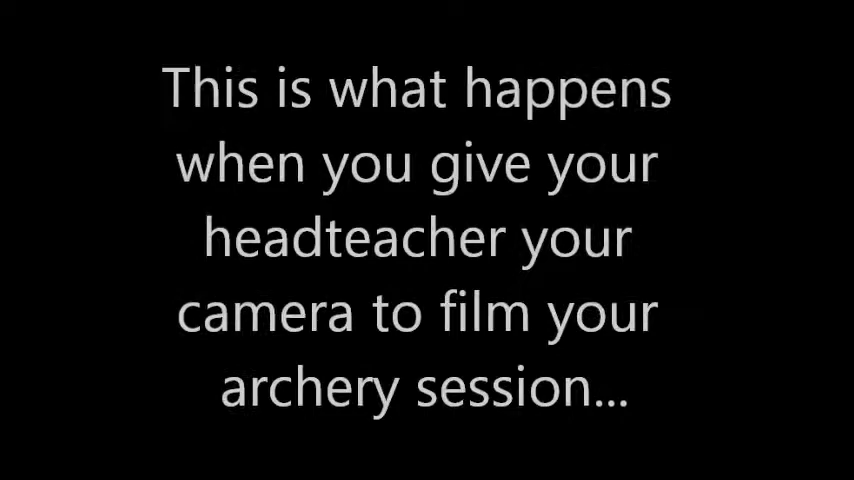 This is what happens
when you give your
headteacher your
camera to film your
archery session...